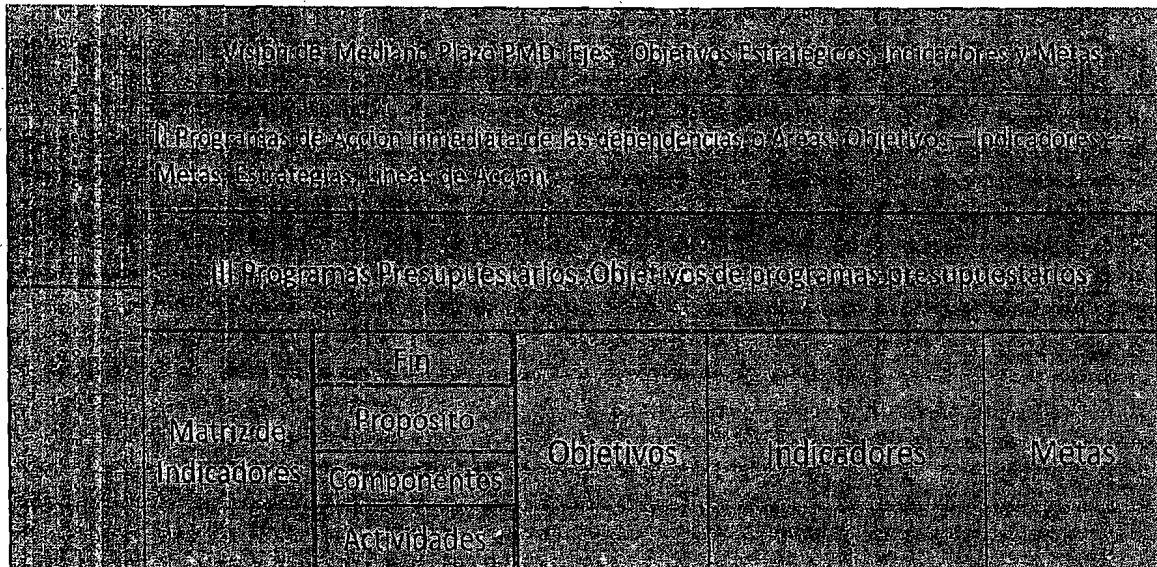 Visión de Mediano Plazo PMD: Ejes, Objetivos Estratégicos, Indicadores y Metas
II Programas de Acción Inmediata de las dependencias o Áreas: Objetivos – Indicadores –
Metas, Estrategias, Líneas de Acción
III Programas Presupuestarios: Objetivos de programas presupuestarios
Matriz de
Indicadores
Fin
Propósito
Componentes
Actividades
Objetivos
Indicadores
Metas